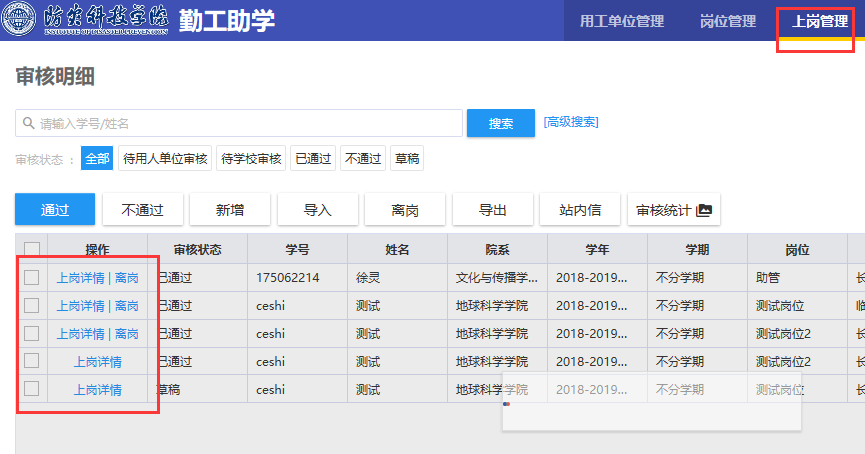 防灾科技学院 勤工助学 用工单位管理 岗位管理 上岗管理
INSTITUTE OF DISASTER PREVENTION
审核明细
请输入学号/姓名 搜索 [高级搜索]
审核状态 : 全部 待用人单位审核 待学校审核 已通过 不通过 草稿
通过 不通过 新增 导入 离岗 导出 站内信 审核统计
操作 审核状态 学号 姓名 院系 学年 学期 岗位
上岗详情 | 离岗 已通过 175062214 徐灵 文化与传播学... 2018-2019... 不分学期 助管 长
上岗详情 | 离岗 已通过 ceshi 测试 地球科学学院 2018-2019... 不分学期 测试岗位 临
上岗详情 | 离岗 已通过 ceshi 测试 地球科学学院 2018-2019... 不分学期 测试岗位2 长
上岗详情 已通过 ceshi 测试 地球科学学院 2018-2019... 不分学期 测试岗位2 长
上岗详情 草稿 ceshi 测试 地球科学学院 2018-2019... 不分学期 测试岗位 长